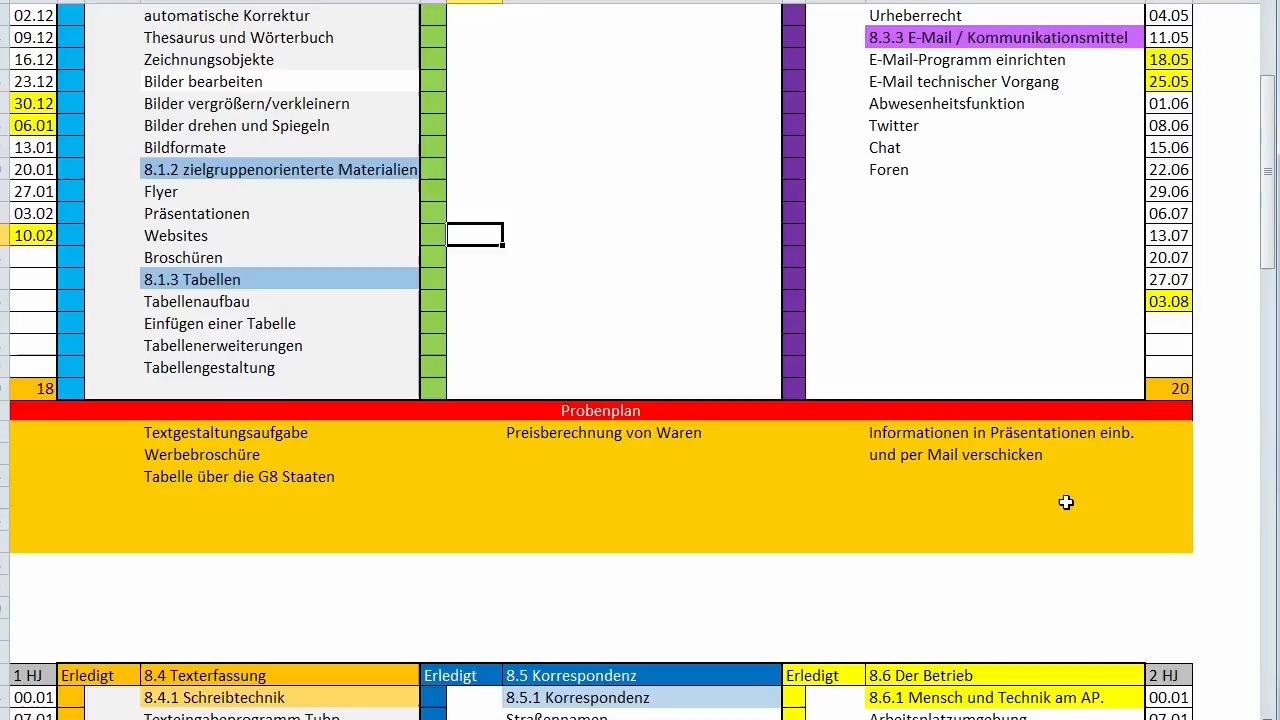 02.12 automatische Korrektur Urheberrecht 04.05
09.12 Thesaurus und Wörterbuch 8.3.3 E-Mail / Kommunikationsmittel 11.05
16.12 Zeichnungsobjekte E-Mail-Programm einrichten 18.05
23.12 Bilder bearbeiten E-Mail technischer Vorgang 25.05
30.12 Bilder vergrößern/verkleinern Abwesenheitsfunktion 01.06
06.01 Bilder drehen und Spiegeln Twitter 08.06
13.01 Bildformate Chat 15.06
20.01 8.1.2 zielgruppenorienterte Materialien Foren 22.06
27.01 Flyer 29.06
03.02 Präsentationen 06.07
10.02 Websites 13.07
Broschüren 20.07
8.1.3 Tabellen 27.07
Tabellenaufbau 03.08
Einfügen einer Tabelle
Tabellenerweiterungen
Tabellengestaltung
18 20
Probenplan
Textgestaltungsaufgabe Preisberechnung von Waren Informationen in Präsentationen einb.
Werbebroschüre und per Mail verschicken
Tabelle über die G8 Staaten
1 HJ Erledigt 8.4 Texterfassung Erledigt 8.5 Korrespondenz Erledigt 8.6 Der Betrieb 2 HJ
00.01 8.4.1 Schreibtechnik 8.5.1 Korrespondenz 8.6.1 Mensch und Technik am AP. 00.01
07.01 Texteingabeprogramm Straßennamen Arbeitsplatzumgebung 07.01